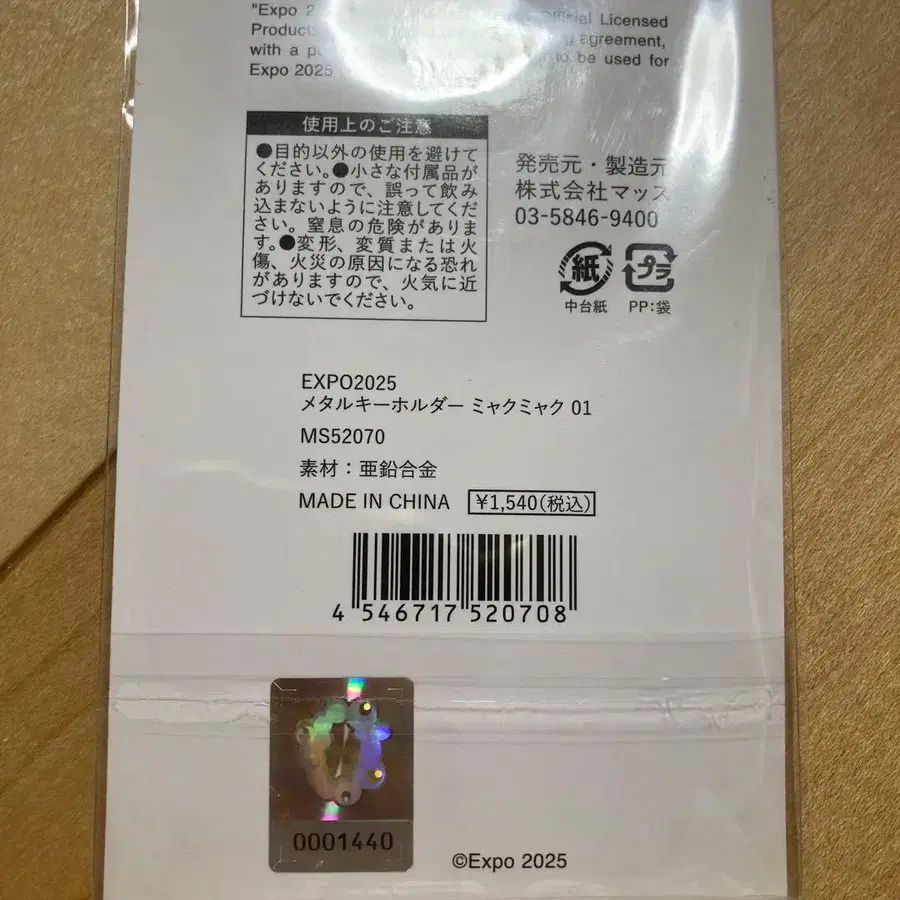 "Expo 2 Official Licensed
Products agreement,
with a to be used for
Expo 2025
使用上のご注意
●目的以外の使用を避けて
ください。●小さな付属品が
ありますので、誤って飲み
込まないように注意してくだ
さい。窒息の危険がありま
す。●変形、変質または火
傷、火災の原因になる恐れ
がありますので、火気に近
づけないでください。
発売元・製造元
株式会社マッス
03-5846-9400
紙
プラ
中台紙
PP:袋
EXPO2025
メタルキーホルダー ミャクミャク 01
MS52070
素材：亜鉛合金
MADE IN CHINA ¥1,540(税込)
4 546717 520708
0001440
©Expo 2025